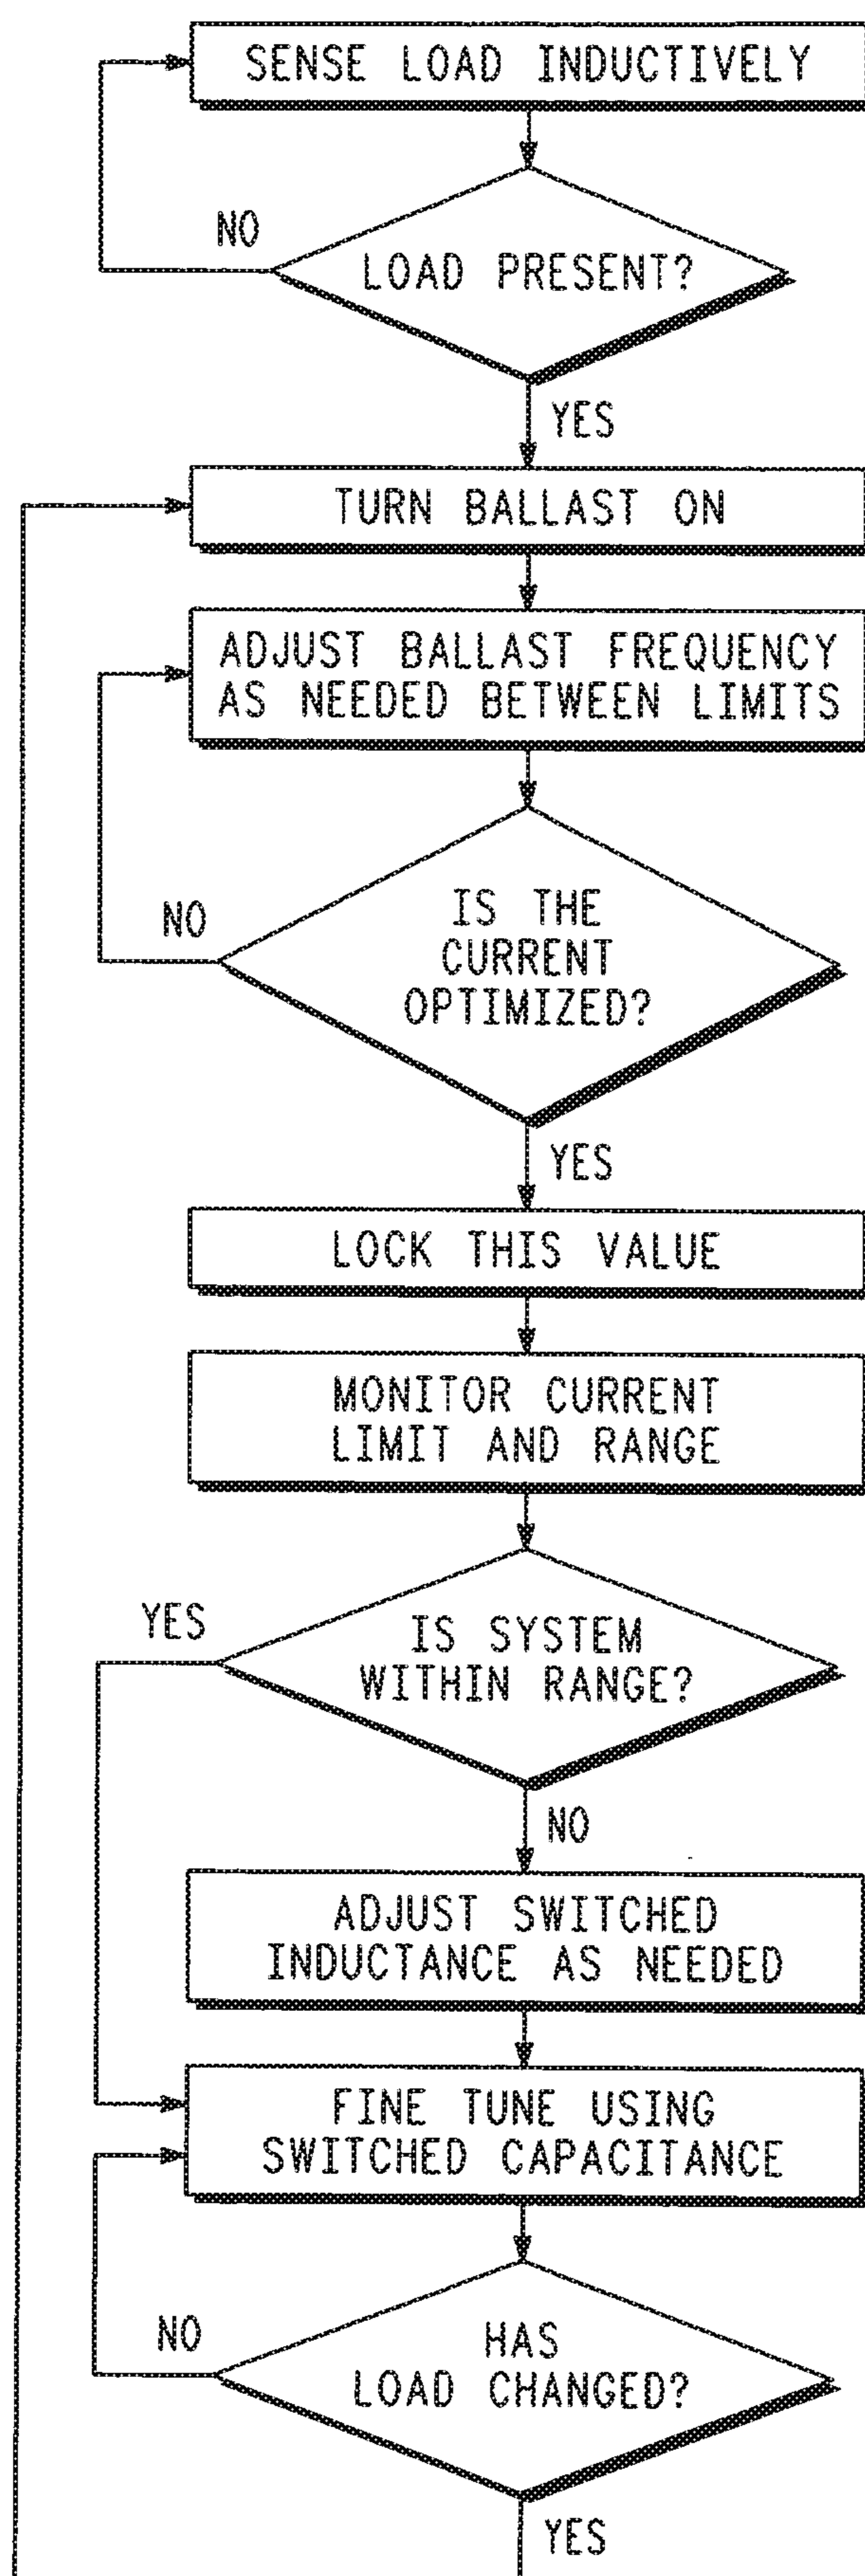 SENSE LOAD INDUCTIVELY
NO
LOAD PRESENT?
YES
TURN BALLAST ON
ADJUST BALLAST FREQUENCY
AS NEEDED BETWEEN LIMITS
NO
IS THE
CURRENT
OPTIMIZED?
YES
LOCK THIS VALUE
MONITOR CURRENT
LIMIT AND RANGE
YES
IS SYSTEM
WITHIN RANGE?
NO
ADJUST SWITCHED
INDUCTANCE AS NEEDED
FINE TUNE USING
SWITCHED CAPACITANCE
NO
HAS
LOAD CHANGED?
YES